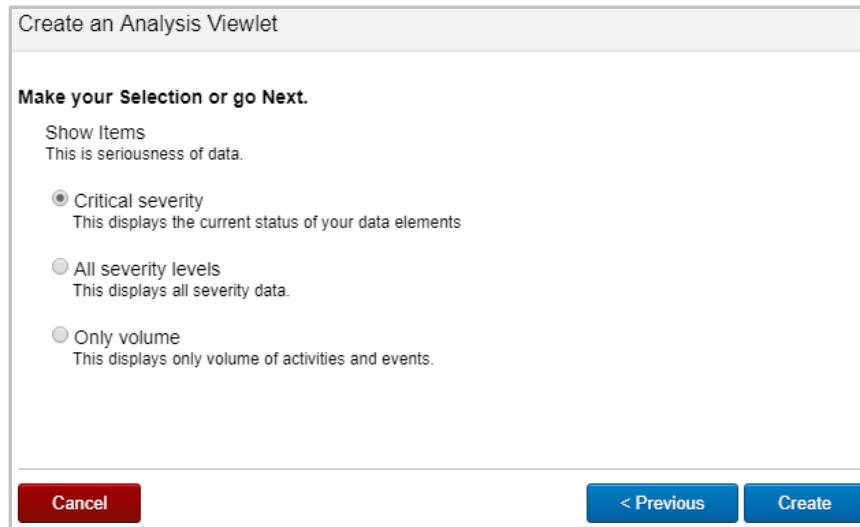 Create an Analysis Viewlet
Make your Selection or go Next.
Show Items
This is seriousness of data.
Critical severity
This displays the current status of your data elements
All severity levels
This displays all severity data.
Only volume
This displays only volume of activities and events.
Cancel
< Previous
Create